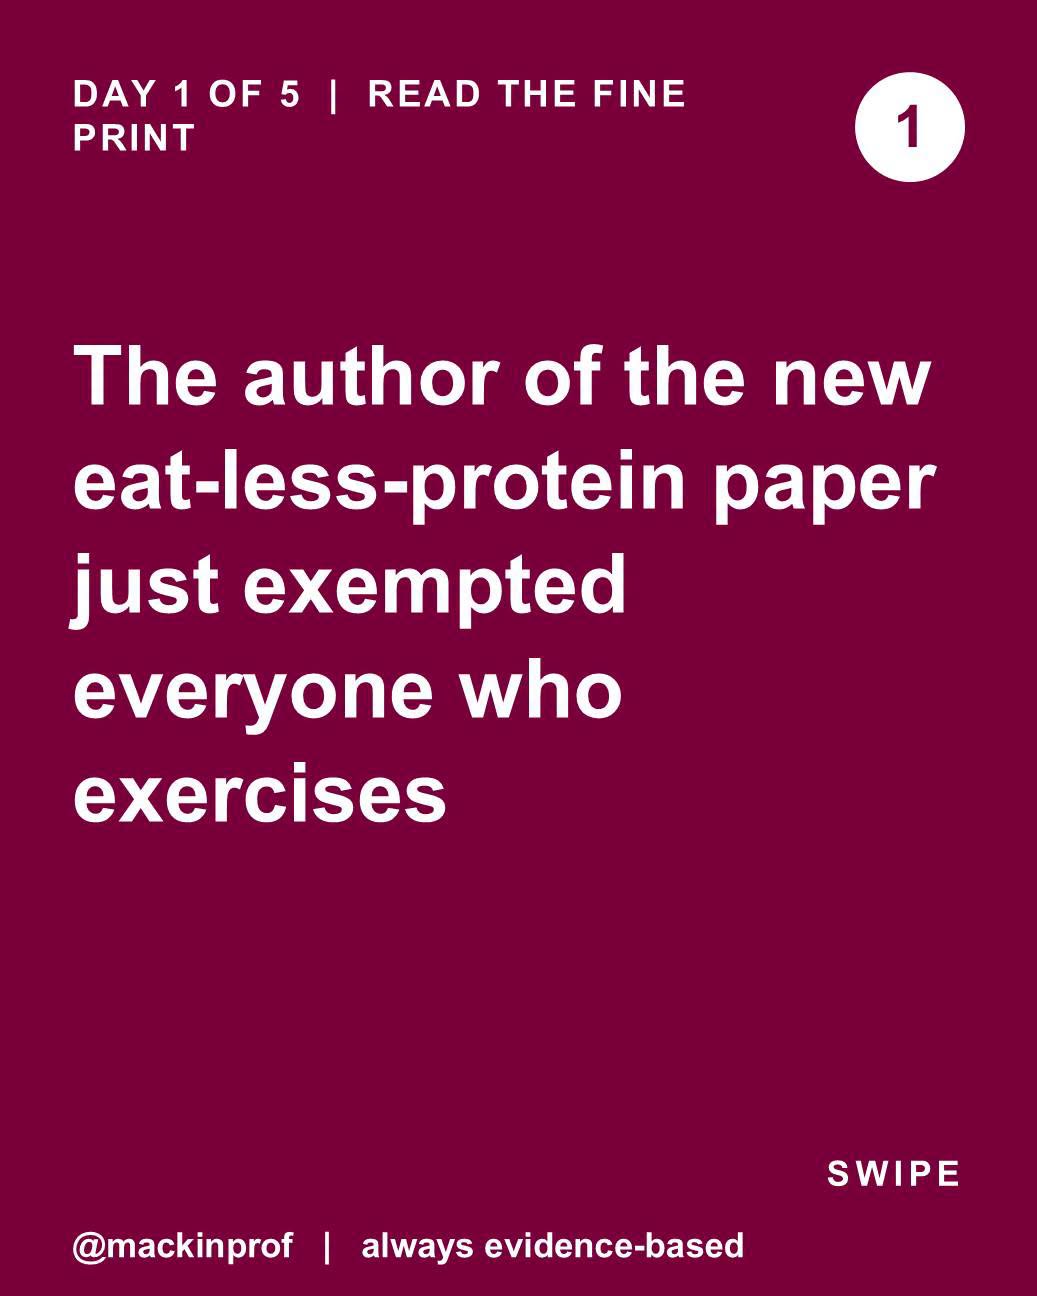 DAY 1 OF 5 | READ THE FINE
PRINT
1
The author of the new
eat-less-protein paper
just exempted
everyone who
exercises
SWIPE
@mackinprof | always evidence-based